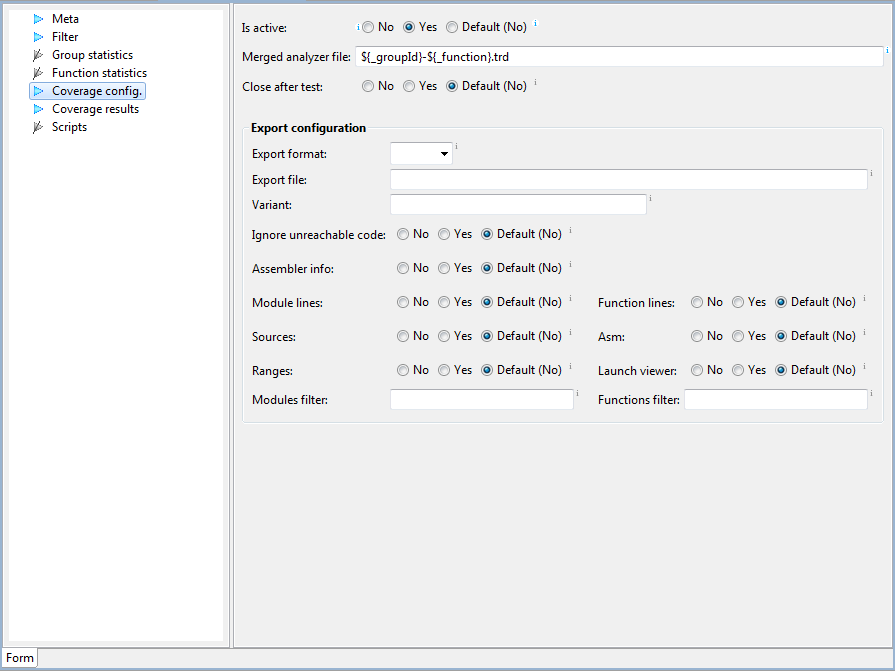 Meta
Filter
Group statistics
Function statistics
Coverage config.
Coverage results
Scripts
Is active: No Yes Default (No)
Merged analyzer file: ${_groupId}-${_function}.trd
Close after test: No Yes Default (No)
Export configuration
Export format:
Export file:
Variant:
Ignore unreachable code: No Yes Default (No)
Assembler info: No Yes Default (No)
Module lines: No Yes Default (No) Function lines: No Yes Default (No)
Sources: No Yes Default (No) Asm: No Yes Default (No)
Ranges: No Yes Default (No) Launch viewer: No Yes Default (No)
Modules filter: Functions filter:
Form